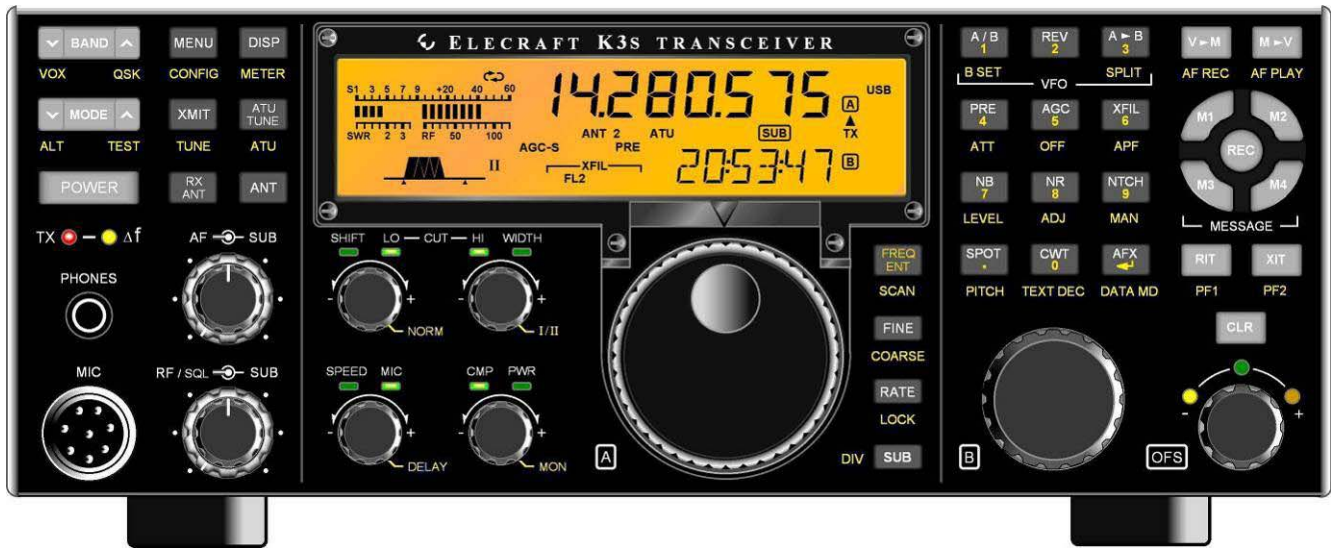 BAND MENU DISP
VOX QSK CONFIG METER
MODE XMIT ATU TUNE
ALT TEST TUNE ATU
POWER RX ANT ANT
TX Δf AF SUB
PHONES
MIC RF / SQL SUB
ELECRAFT K3S TRANSCEIVER
S1 3 5 7 9 +20 40 60
SWR 2 3 RF 50 100
14.280.575 A USB
ANT 2 ATU SUB TX
AGC-S PRE
II XFIL
FL2
20:53:47 B
SHIFT LO CUT HI WIDTH
- + - +
NORM I/II
SPEED MIC CMP PWR
- + - +
DELAY MON
A
FREQ ENT
SCAN
FINE
COARSE
RATE
LOCK
DIV SUB
A / B 1 REV 2 A ► B 3 V►M M►V
B SET VFO SPLIT AF REC AF PLAY
PRE 4 AGC 5 XFIL 6 M1 M2
ATT OFF APF REC
NB 7 NR 8 NTCH 9 M3 M4
LEVEL ADJ MAN MESSAGE
SPOT . CWT 0 AFX RIT XIT
PITCH TEXT DEC DATA MD PF1 PF2
CLR
- +
B OFS